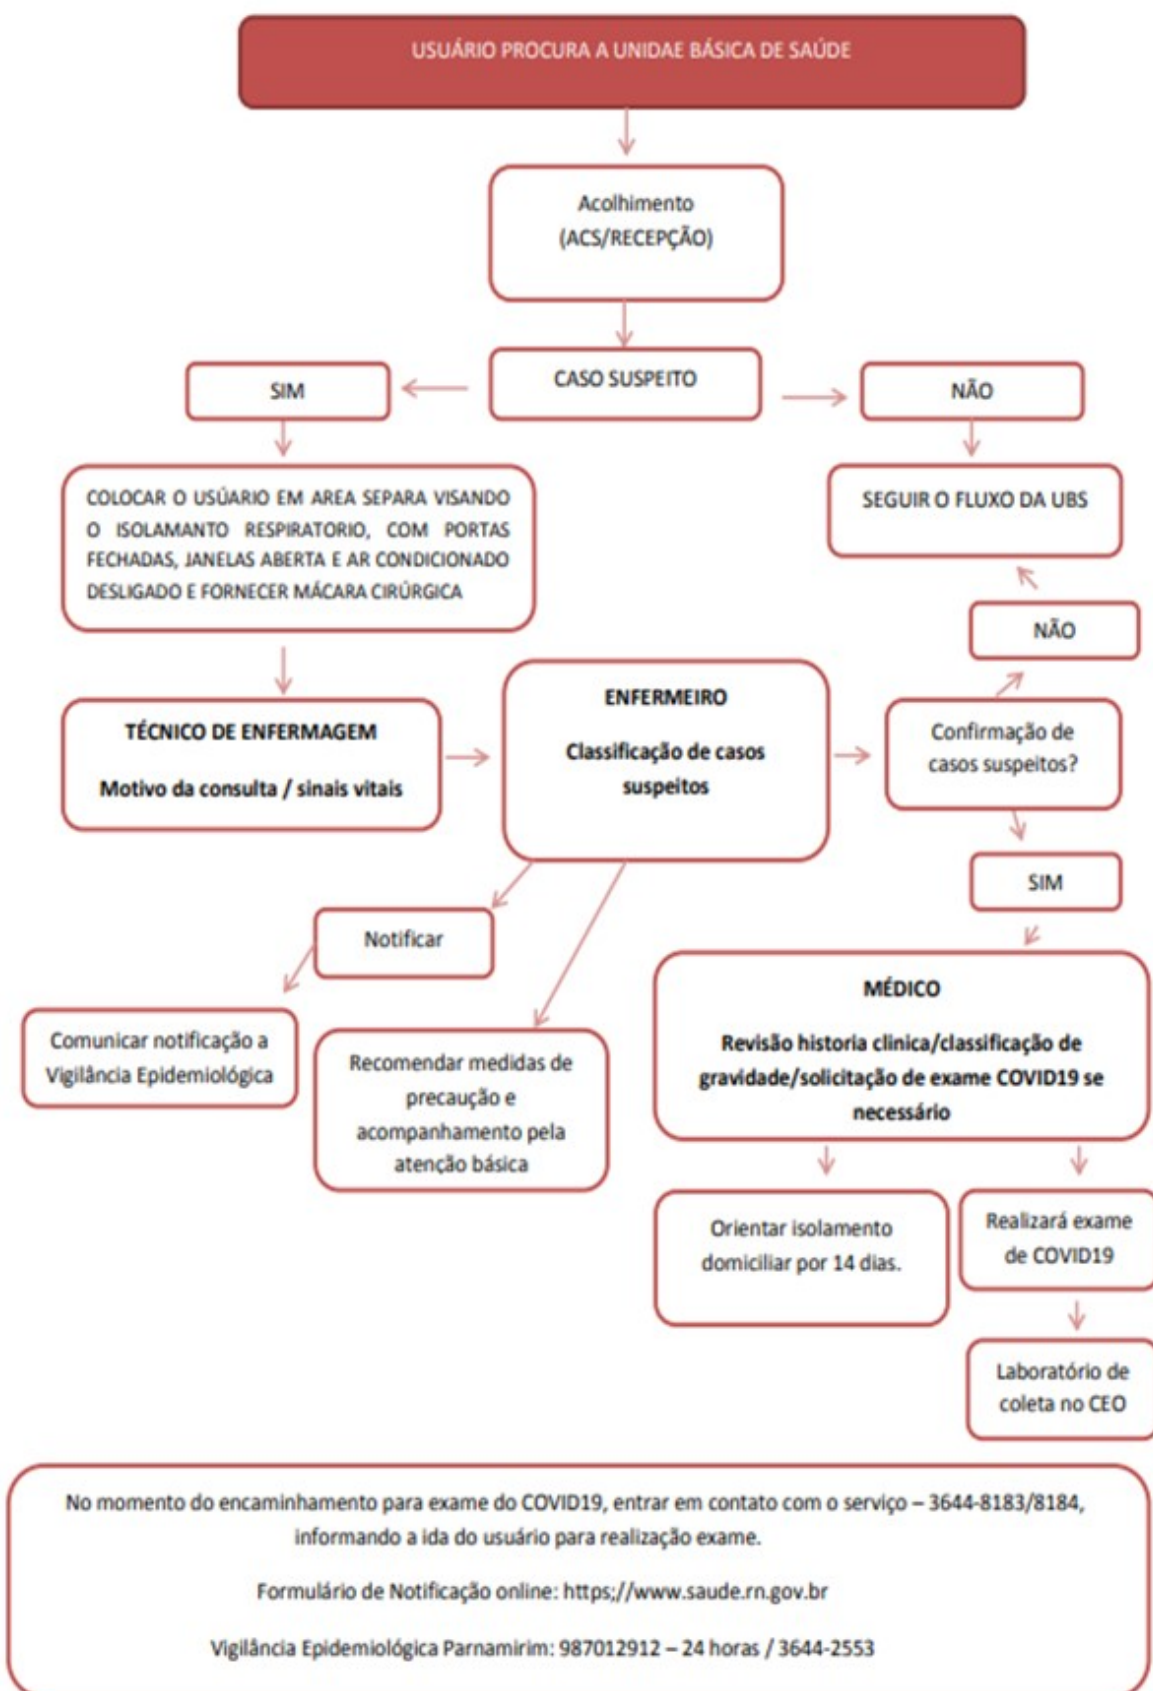 USUÁRIO PROCURA A UNIDAE BÁSICA DE SAÚDE
Acolhimento
(ACS/RECEPÇÃO)
CASO SUSPEITO
SIM
NÃO
COLOCAR O USÚARIO EM AREA SEPARA VISANDO
O ISOLAMANTO RESPIRATORIO, COM PORTAS
FECHADAS, JANELAS ABERTA E AR CONDICIONADO
DESLIGADO E FORNECER MÁCARA CIRÚRGICA
SEGUIR O FLUXO DA UBS
NÃO
TÉCNICO DE ENFERMAGEM
Motivo da consulta / sinais vitais
ENFERMEIRO
Classificação de casos
suspeitos
Confirmação de
casos suspeitos?
SIM
Notificar
Comunicar notificação a
Vigilância Epidemiológica
Recomendar medidas de
precaução e
acompanhamento pela
atenção básica
MÉDICO
Revisão historia clinica/classificação de
gravidade/solicitação de exame COVID19 se
necessário
Orientar isolamento
domiciliar por 14 dias.
Realizará exame
de COVID19
Laboratório de
coleta no CEO
No momento do encaminhamento para exame do COVID19, entrar em contato com o serviço – 3644-8183/8184,
informando a ida do usuário para realização exame.
Formulário de Notificação online: https;//www.saude.rn.gov.br
Vigilância Epidemiológica Parnamirim: 987012912 – 24 horas / 3644-2553